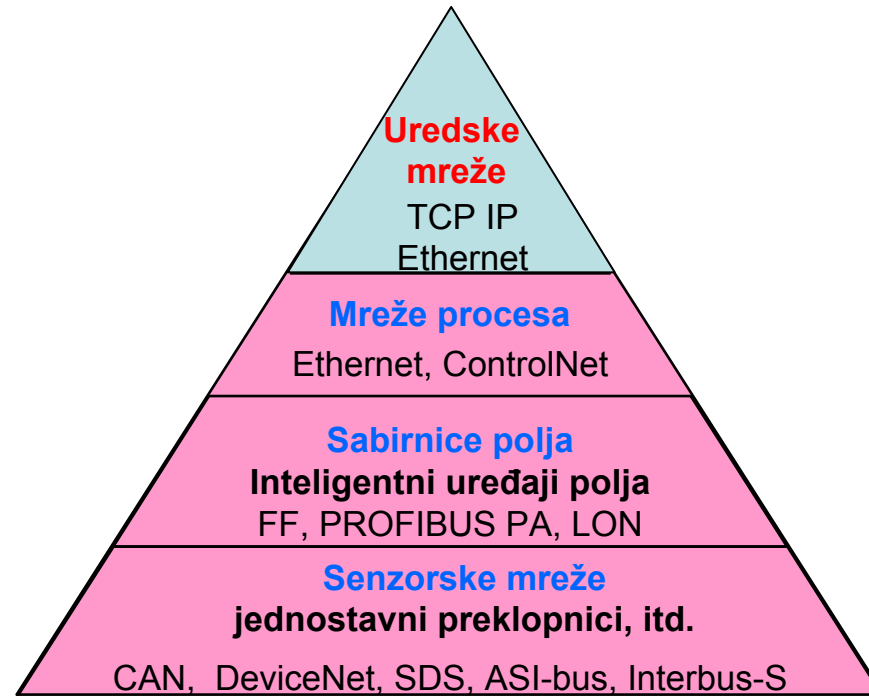 Uredske
mreže
TCP IP
Ethernet
Mreže procesa
Ethernet, ControlNet
Sabirnice polja
Inteligentni uređaji polja
FF, PROFIBUS PA, LON
Senzorske mreže
jednostavni preklopnici, itd.
CAN, DeviceNet, SDS, ASI-bus, Interbus-S